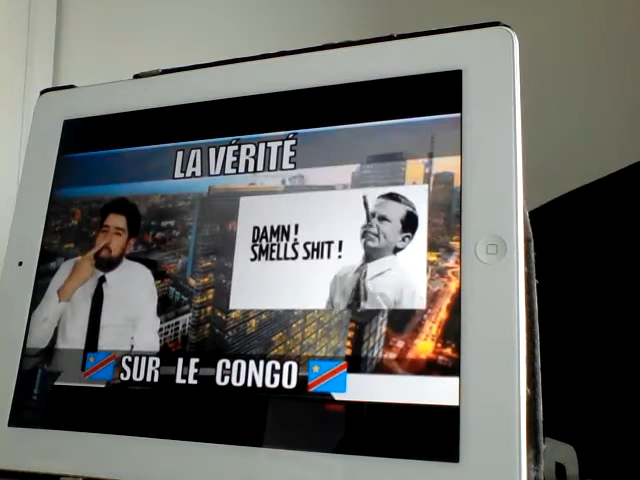 LA VÉRITÉ
DAMN !
SMELLS SHIT !
SUR LE CONGO